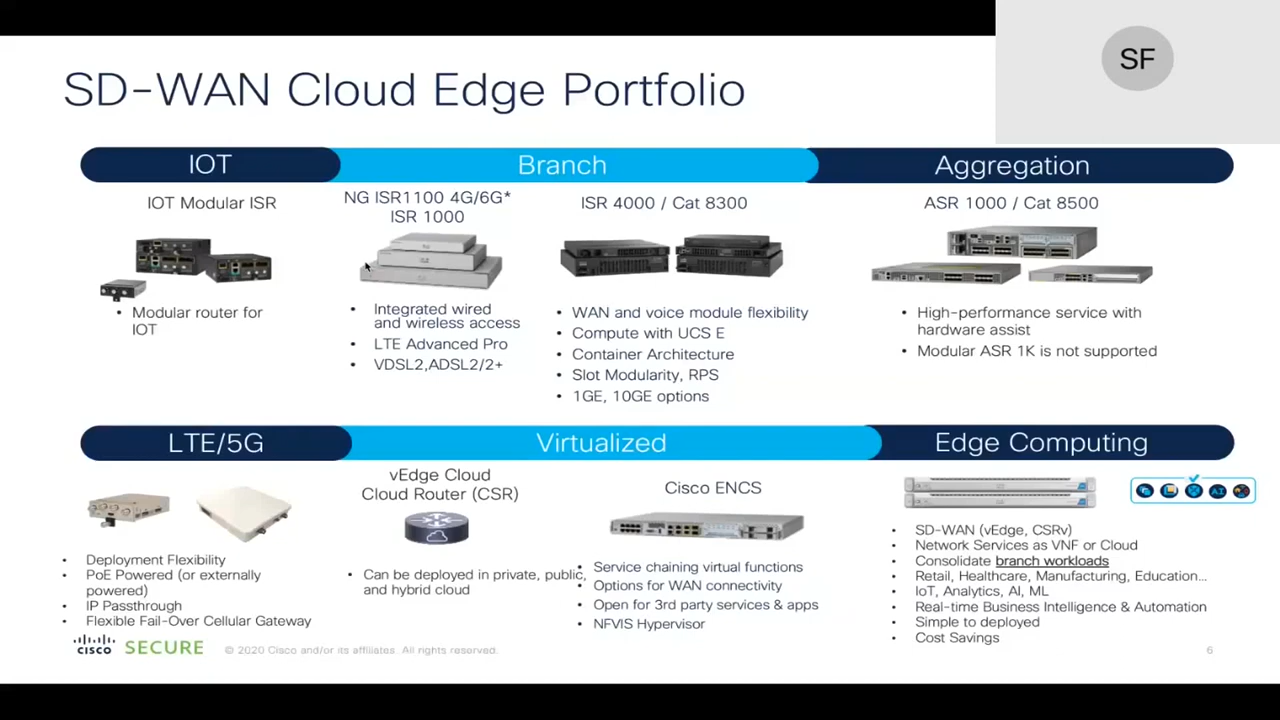 SF
SD-WAN Cloud Edge Portfolio
IOT
Branch
Aggregation
IOT Modular ISR
NG ISR1100 4G/6G*
ISR 1000
ISR 4000 / Cat 8300
ASR 1000 / Cat 8500
• Modular router for
IOT
• Integrated wired
and wireless access
• LTE Advanced Pro
• VDSL2,ADSL2/2+
• WAN and voice module flexibility
• Compute with UCS E
• Container Architecture
• Slot Modularity, RPS
• 1GE, 10GE options
• High-performance service with
hardware assist
• Modular ASR 1K is not supported
LTE/5G
Virtualized
Edge Computing
• Deployment Flexibility
• PoE Powered (or externally
powered)
• IP Passthrough
• Flexible Fail-Over Cellular Gateway
vEdge Cloud
Cloud Router (CSR)
• Can be deployed in private, public,
and hybrid cloud
Cisco ENCS
• Service chaining virtual functions
• Options for WAN connectivity
• Open for 3rd party services & apps
• NFVIS Hypervisor
AI
• SD-WAN (vEdge, CSRv)
• Network Services as VNF or Cloud
• Consolidate branch workloads
• Retail, Healthcare, Manufacturing, Education...
• IoT, Analytics, AI, ML
• Real-time Business Intelligence & Automation
• Simple to deployed
• Cost Savings
cisco SECURE
© 2020 Cisco and/or its affiliates. All rights reserved.
6